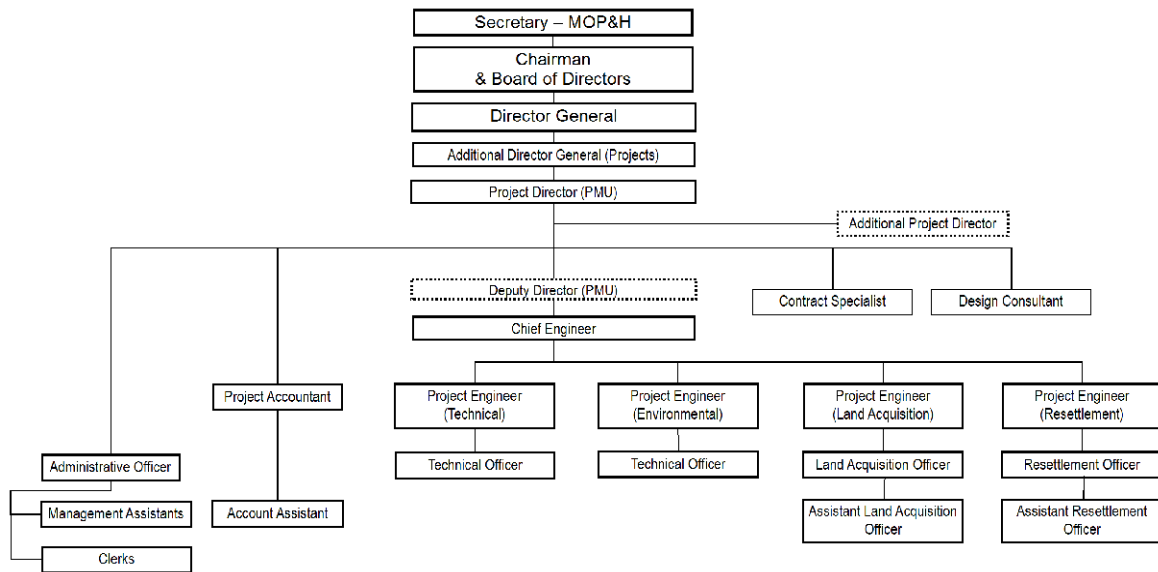 Secretary – MOP&H
Chairman
& Board of Directors
Director General
Additional Director General (Projects)
Project Director (PMU)
Additional Project Director
Deputy Director (PMU)
Contract Specialist
Design Consultant
Chief Engineer
Project Accountant
Project Engineer
(Technical)
Project Engineer
(Environmental)
Project Engineer
(Land Acquisition)
Project Engineer
(Resettlement)
Administrative Officer
Technical Officer
Technical Officer
Land Acquisition Officer
Resettlement Officer
Management Assistants
Account Assistant
Assistant Land Acquisition
Officer
Assistant Resettlement
Officer
Clerks